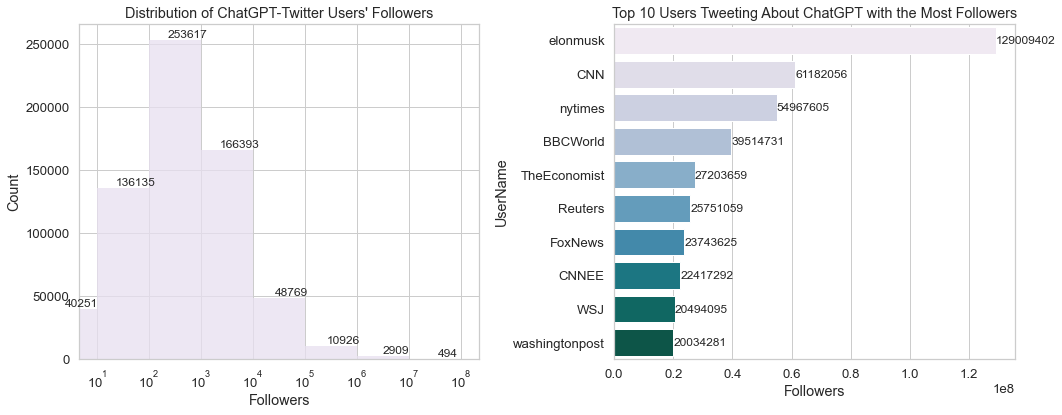 Distribution of ChatGPT-Twitter Users' Followers
Count
250000
200000
150000
100000
50000
0
40251
136135
253617
166393
48769
10926
2909
494
10^1 10^2 10^3 10^4 10^5 10^6 10^7 10^8
Followers
Top 10 Users Tweeting About ChatGPT with the Most Followers
UserName
elonmusk 129009402
CNN 61182056
nytimes 54967605
BBCWorld 39514731
TheEconomist 27203659
Reuters 25751059
FoxNews 23743625
CNNEE 22417292
WSJ 20494095
washingtonpost 20034281
0.0 0.2 0.4 0.6 0.8 1.0 1.2
1e8
Followers